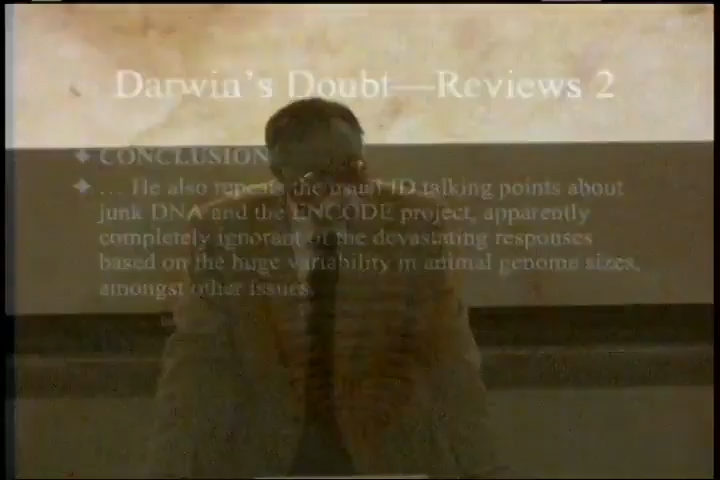 Darwin's Doubt—Reviews 2
CONCLUSION
... He also repeats the usual ID talking points about
junk DNA and the ENCODE project, apparently
completely ignorant of the devastating responses
based on the huge variability in animal genome sizes,
amongst other issues.